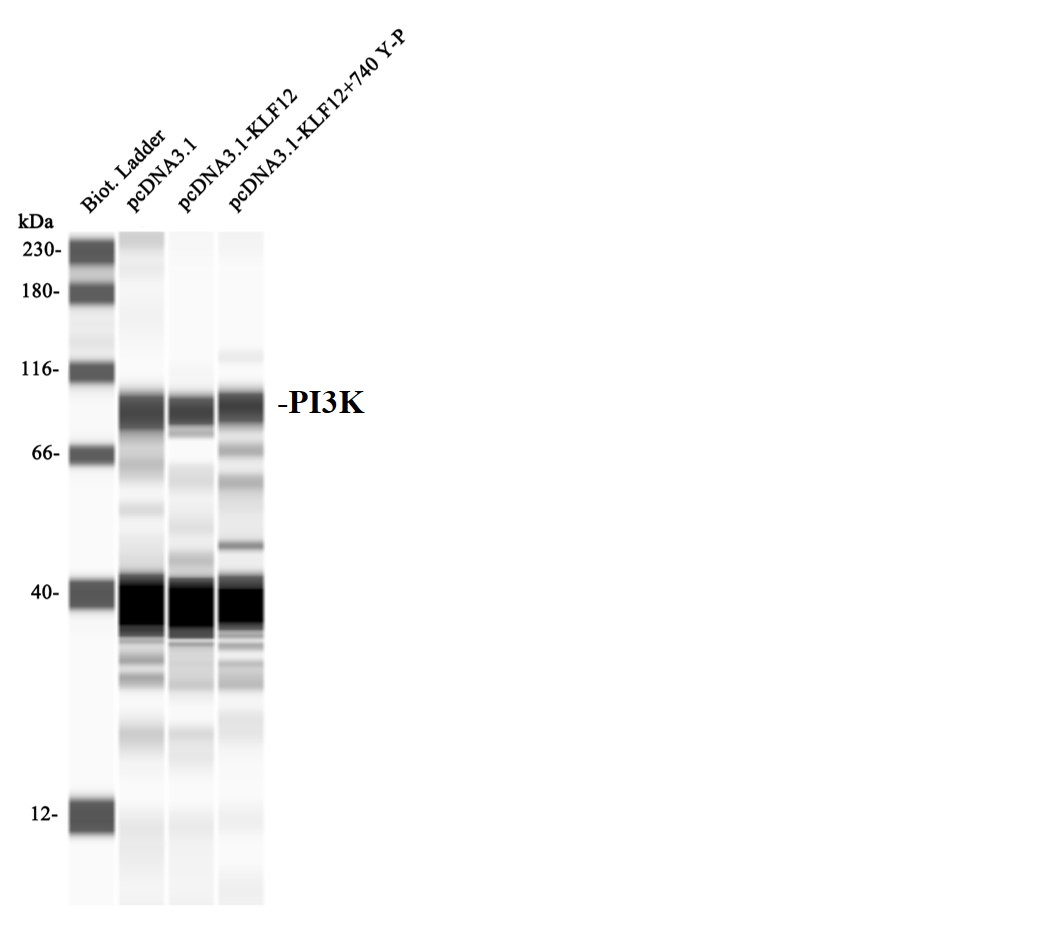 Biot. Ladder
pcDNA3.1
pcDNA3.1-KLF12
pcDNA3.1-KLF12+740 Y-P
kDa
230-
180-
116-
-PI3K
66-
40-
12-